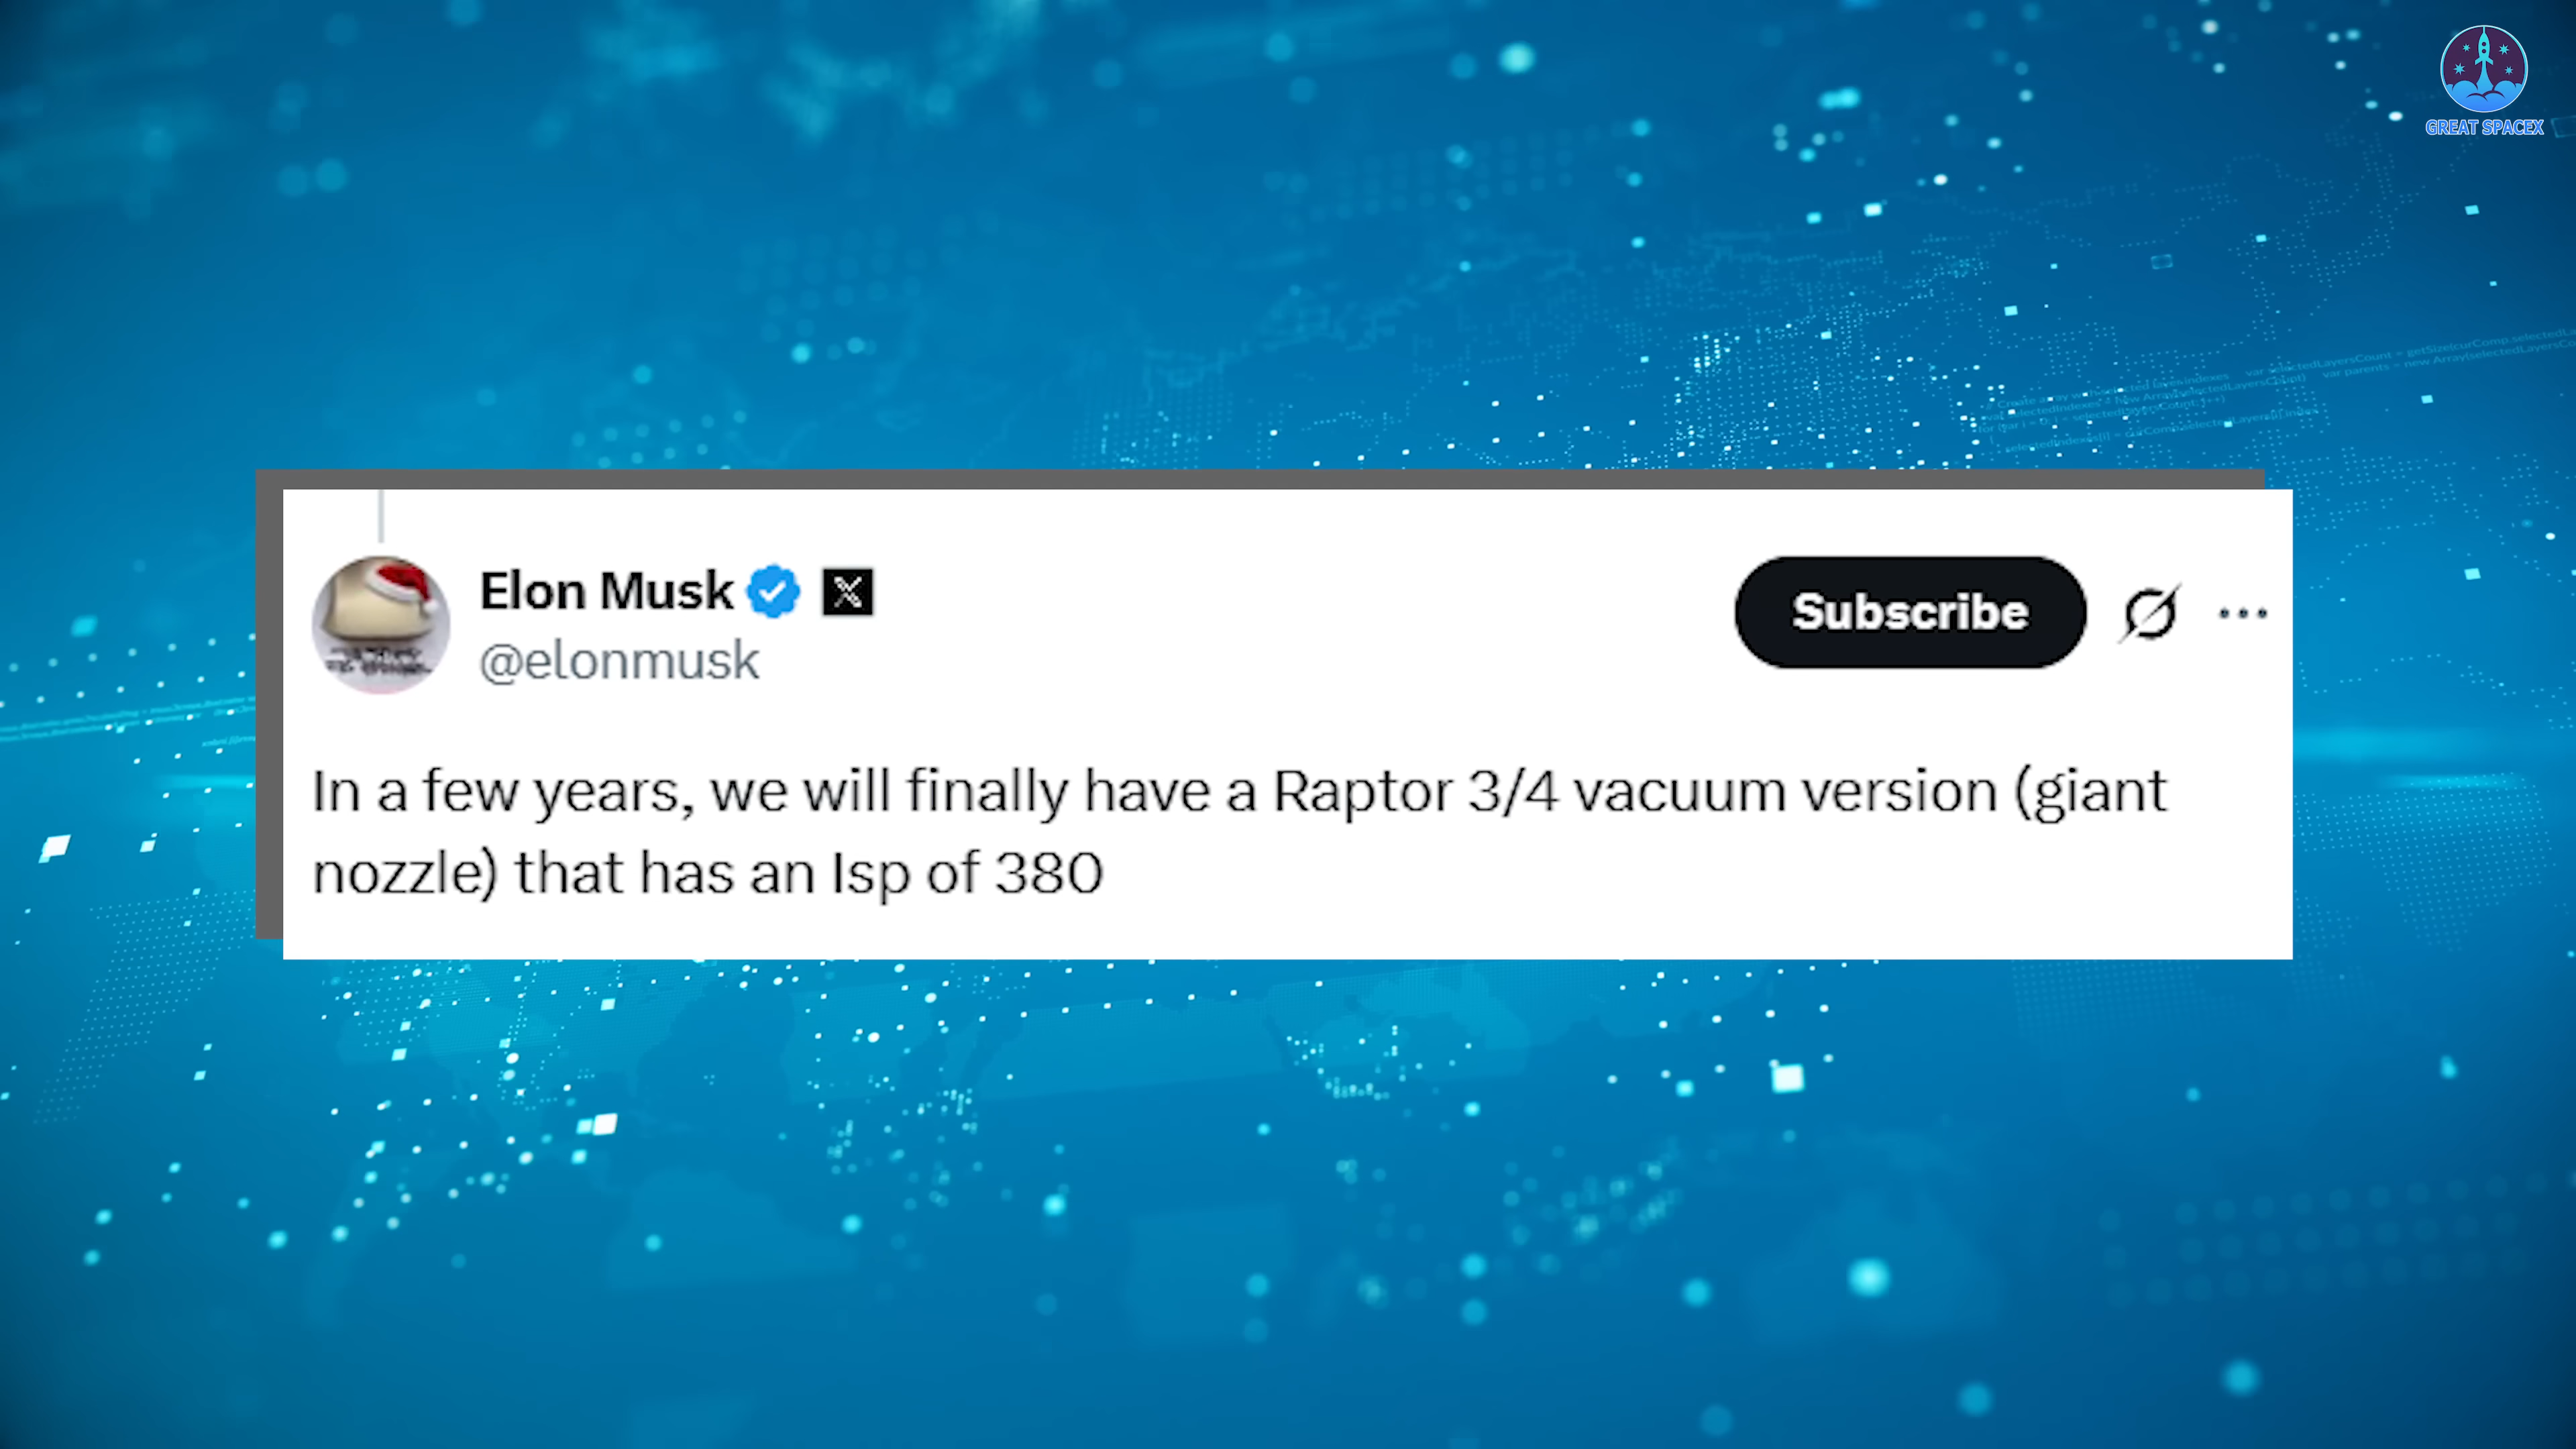 GREAT SPACEX
Elon Musk
@elonmusk
Subscribe
In a few years, we will finally have a Raptor 3/4 vacuum version (giant
nozzle) that has an Isp of 380